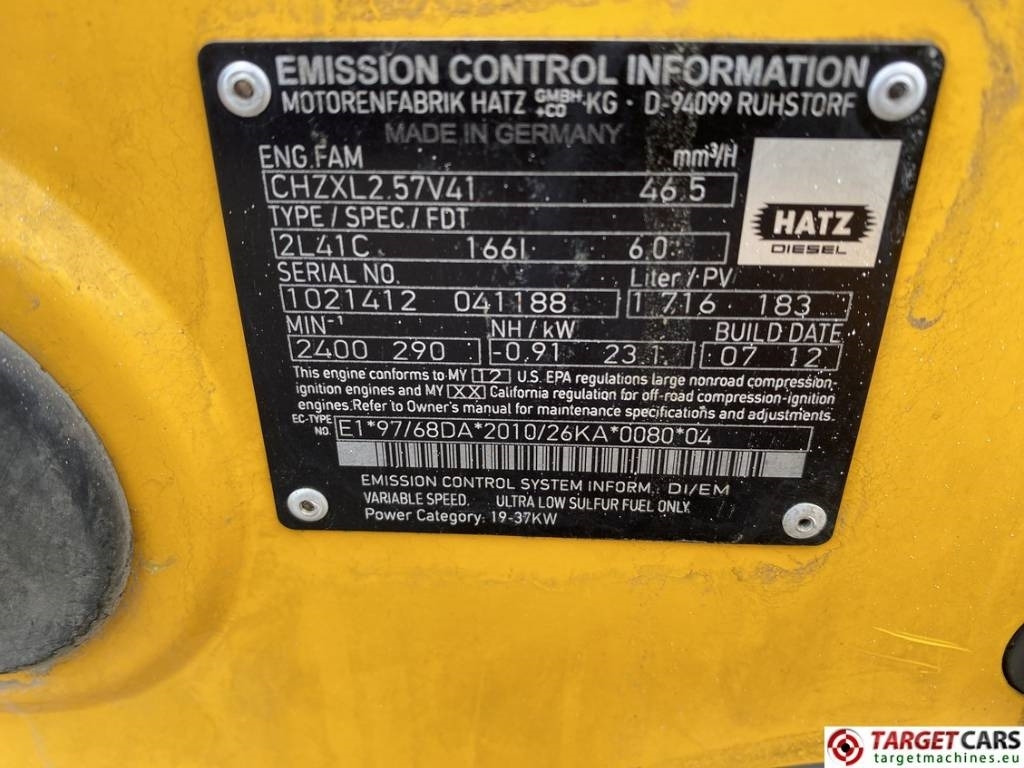 EMISSION CONTROL INFORMATION
MOTORENFABRIK HATZ GMBH +CO KG · D-94099 RUHSTORF
MADE IN GERMANY
ENG.FAM mm³/H
CHZXL2.57V41 46.5
TYPE / SPEC./ FDT
2L41C 166I 6.0
HATZ
DIESEL
SERIAL NO. Liter / PV
1021412 041188 1 716 183
MIN-¹ NH / kW BUILD DATE
2400 290 -0.91 23.1 07 12
This engine conforms to MY 12 U.S. EPA regulations large nonroad compression-
ignition engines and MY XX California regulation for off-road compression-ignition
engines.Refer to Owner's manual for maintenance specifications and adjustments.
EC-TYPE NO. E1*97/68DA*2010/26KA*0080*04
EMISSION CONTROL SYSTEM INFORM. DI/EM
VARIABLE SPEED. ULTRA LOW SULFUR FUEL ONLY.
Power Category: 19-37KW
TARGETCARS
targetmachines.eu